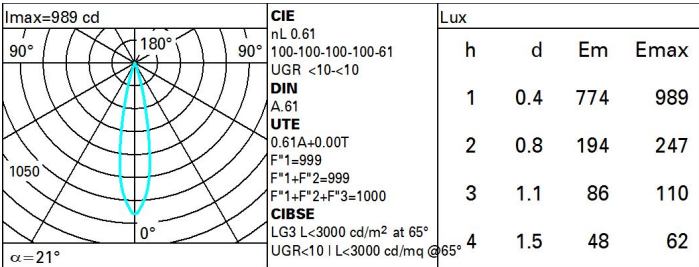 Imax=989 cd
90° 180° 90°
1050
0°
α=21°
CIE
nL 0.61
100-100-100-100-61
UGR <10-<10
DIN
A.61
UTE
0.61A+0.00T
F"1=999
F"1+F"2=999
F"1+F"2+F"3=1000
CIBSE
LG3 L<3000 cd/m² at 65°
UGR<10 | L<3000 cd/mq @65°
Lux
h d Em Emax
1 0.4 774 989
2 0.8 194 247
3 1.1 86 110
4 1.5 48 62